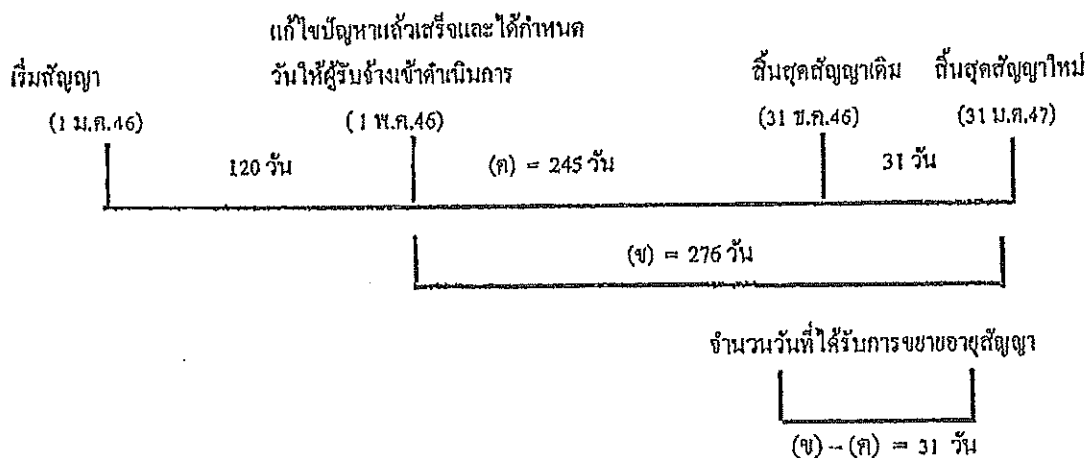 แก้ไขปัญหาแล้วเสร็จและได้กำหนด
เริ่มสัญญา
วันให้ผู้รับจ้างเข้าดำเนินการ
สิ้นสุดสัญญาเดิม
สิ้นสุดสัญญาใหม่
(1 ม.ค.46)
(1 พ.ค.46)
(31 ธ.ค.46)
(31 ม.ค.47)
120 วัน
(ค) = 245 วัน
31 วัน
(ข) = 276 วัน
จำนวนวันที่ได้รับการขยายอายุสัญญา
(ข) – (ค) = 31 วัน